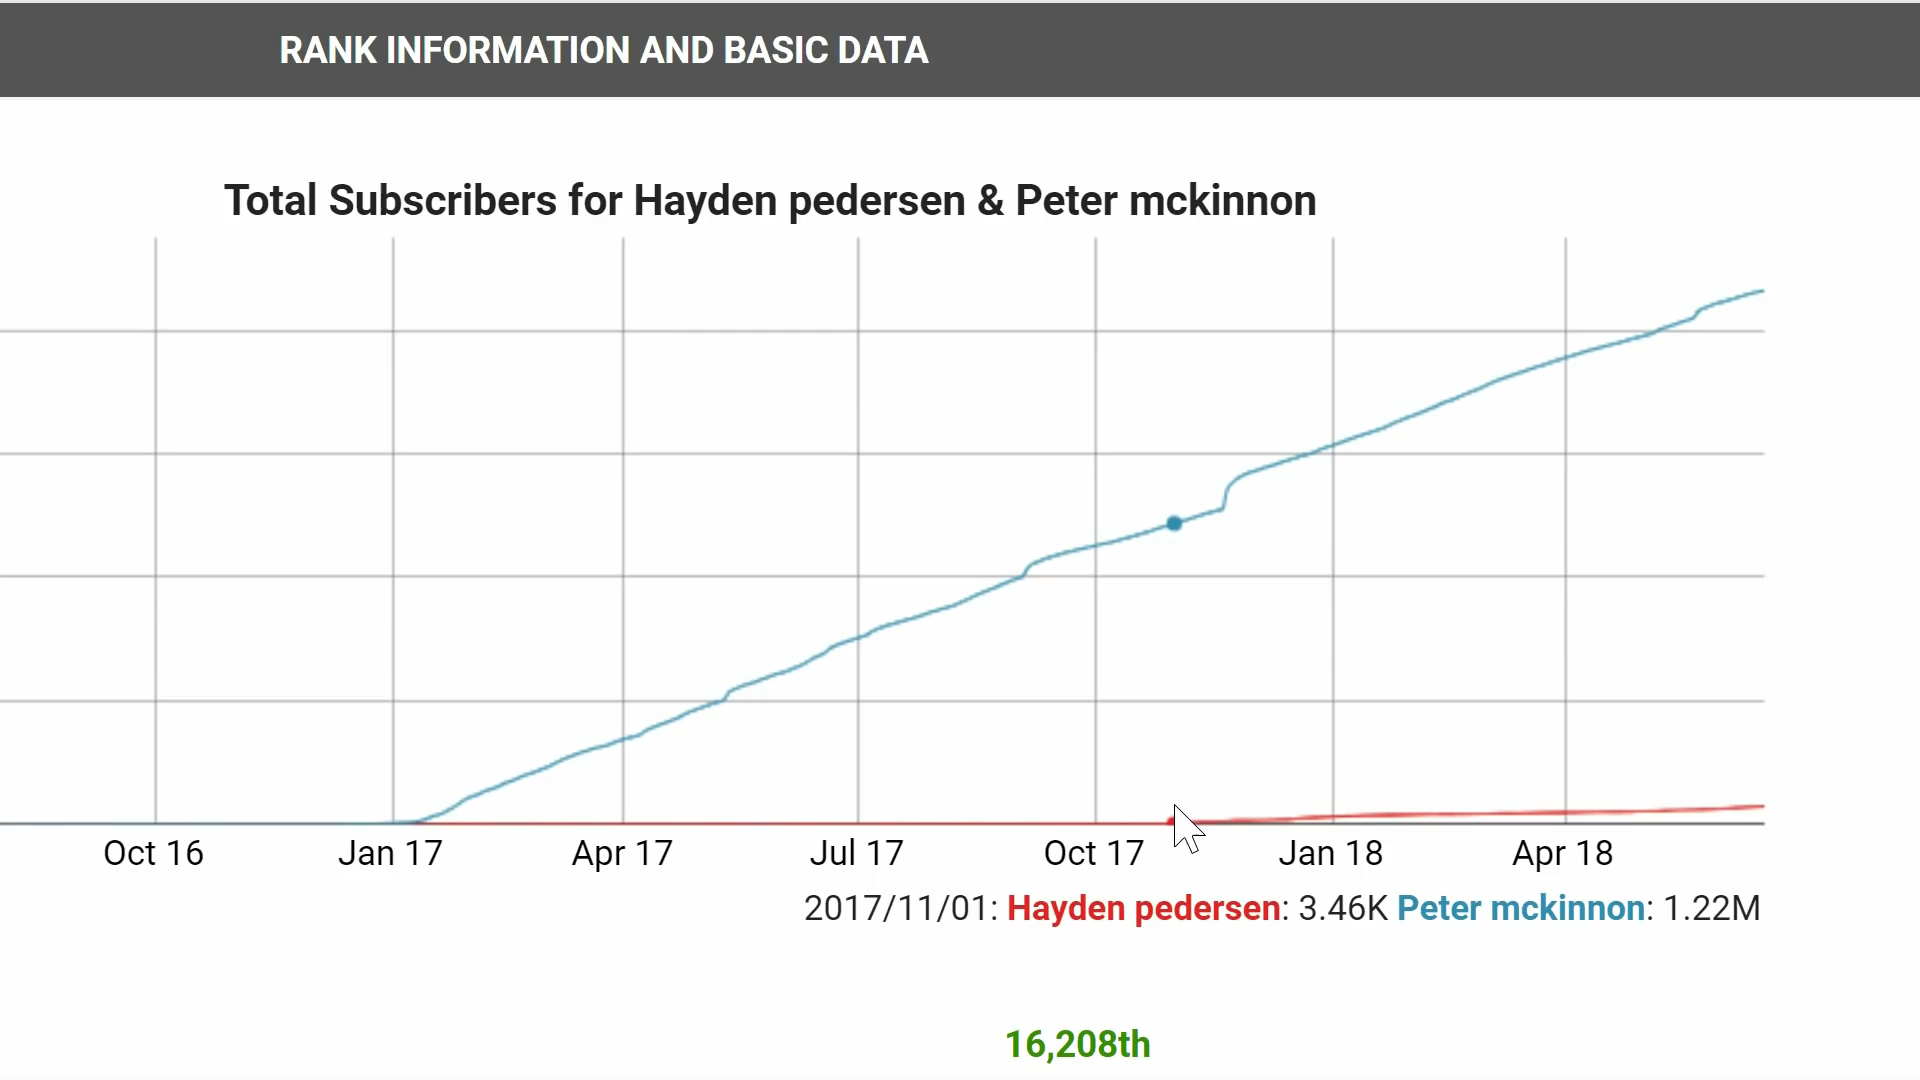 RANK INFORMATION AND BASIC DATA
Total Subscribers for Hayden pedersen & Peter mckinnon
Oct 16 Jan 17 Apr 17 Jul 17 Oct 17 Jan 18 Apr 18
2017/11/01: Hayden pedersen: 3.46K Peter mckinnon: 1.22M
16,208th